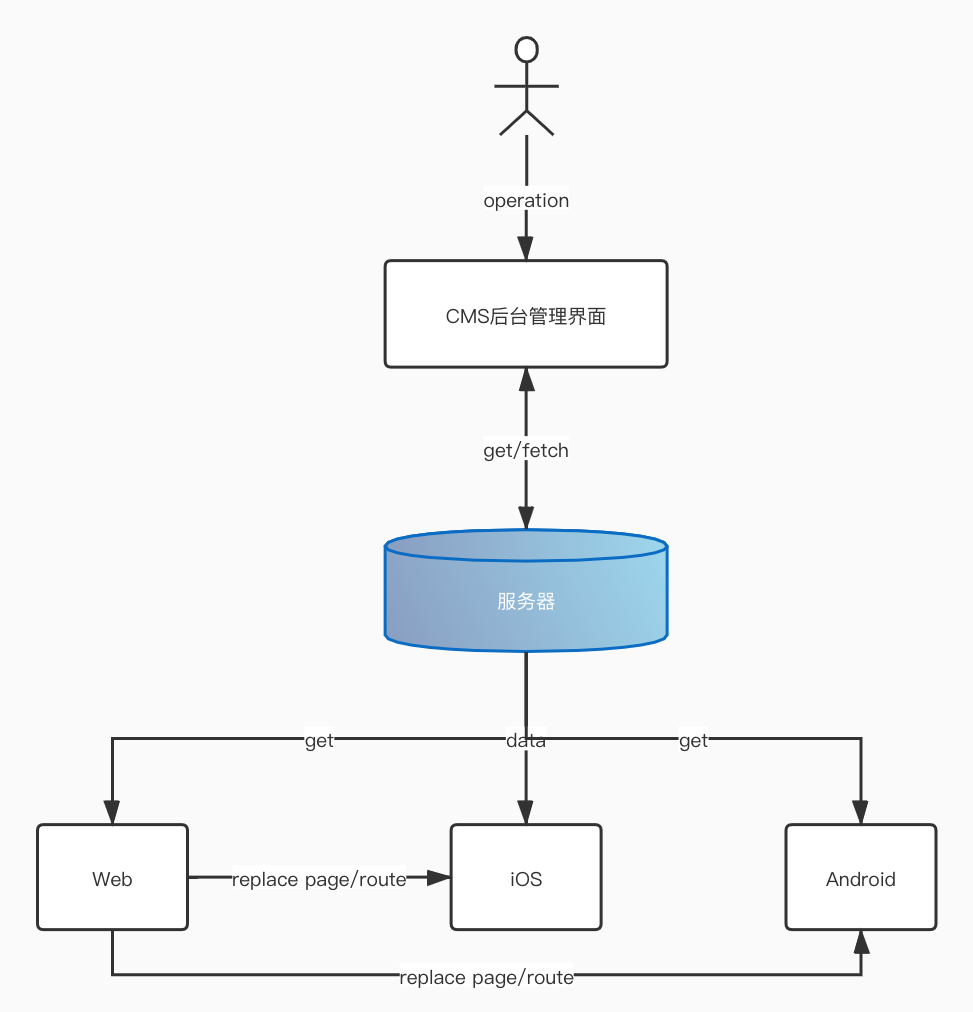 operation
CMS后台管理界面
get/fetch
服务器
get
data
get
Web
replace page/route
iOS
Android
replace page/route